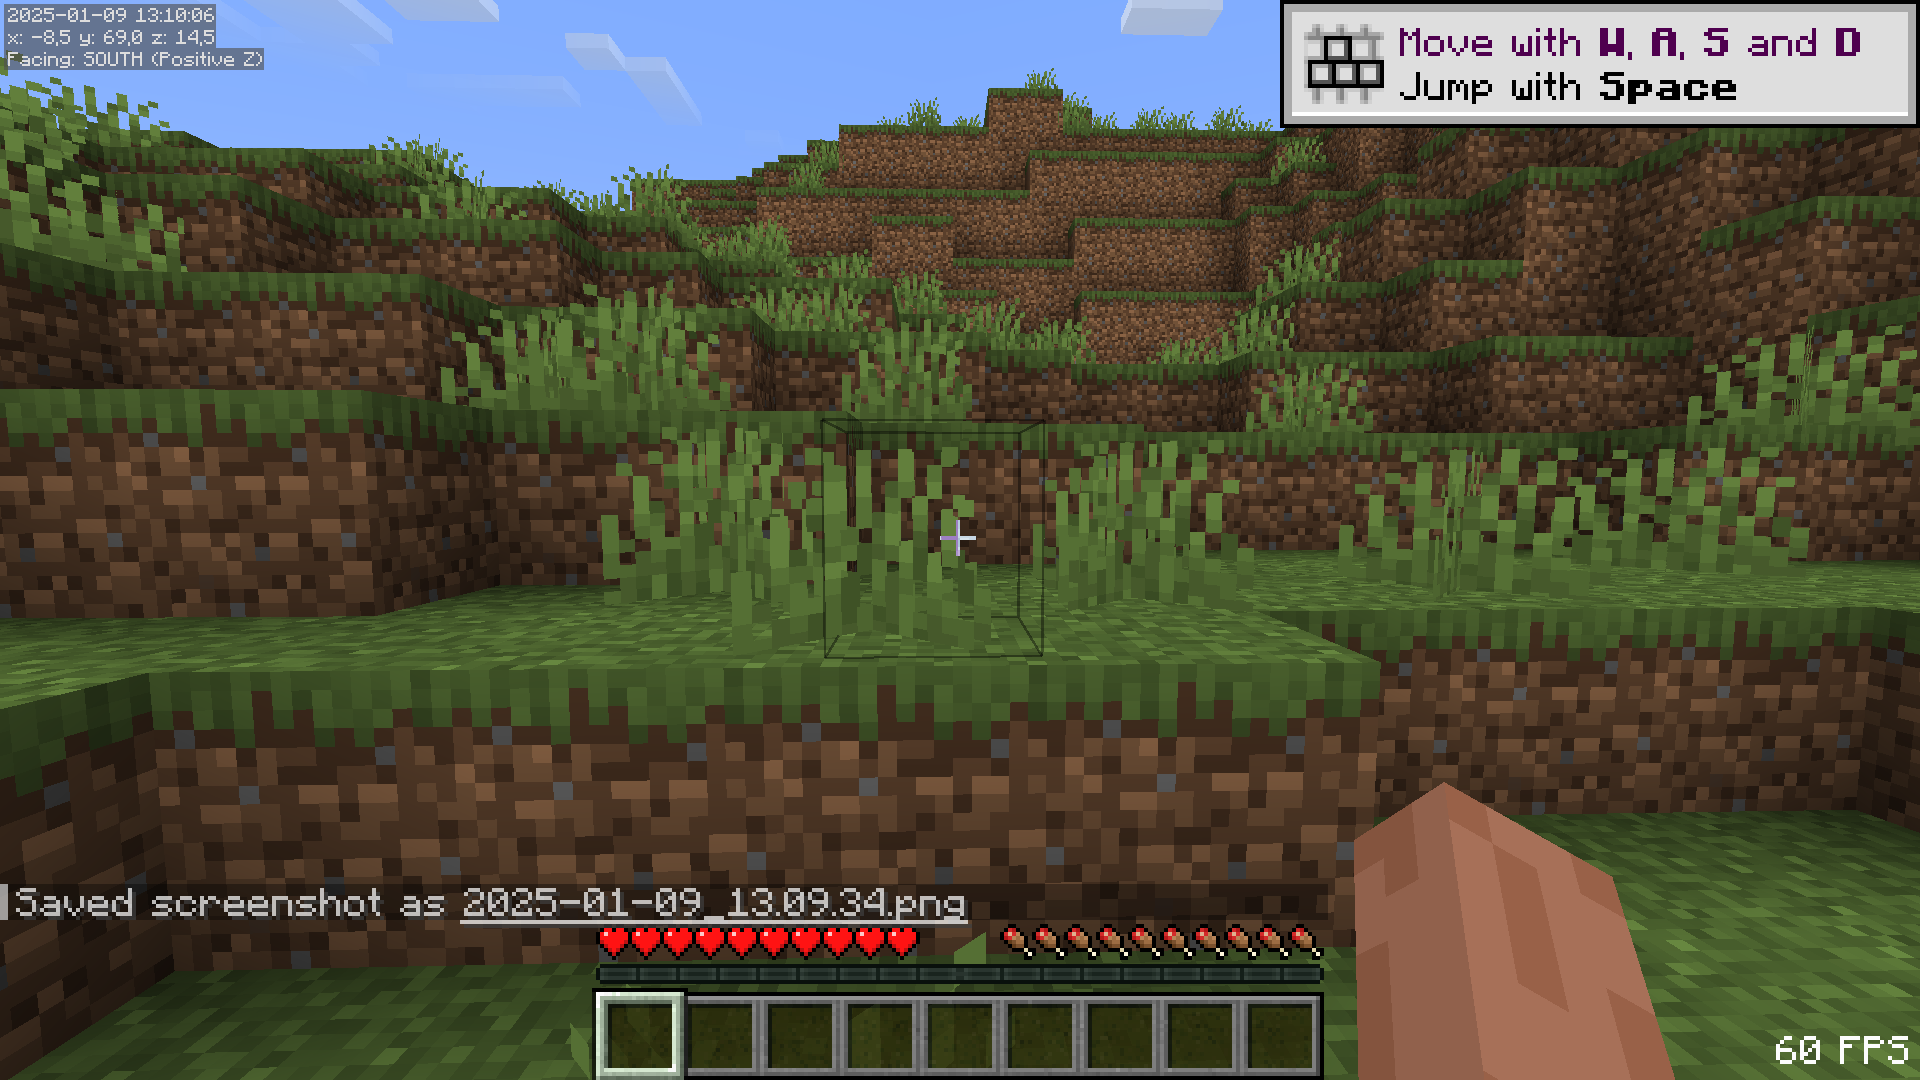 2025-01-09 13:10:06
x: -8,5 y: 69,0 z: 14,5
Facing: SOUTH (Positive Z)
Move with W, A, S and D
Jump with Space
Saved screenshot as 2025-01-09_13.09.34.png
60 FPS